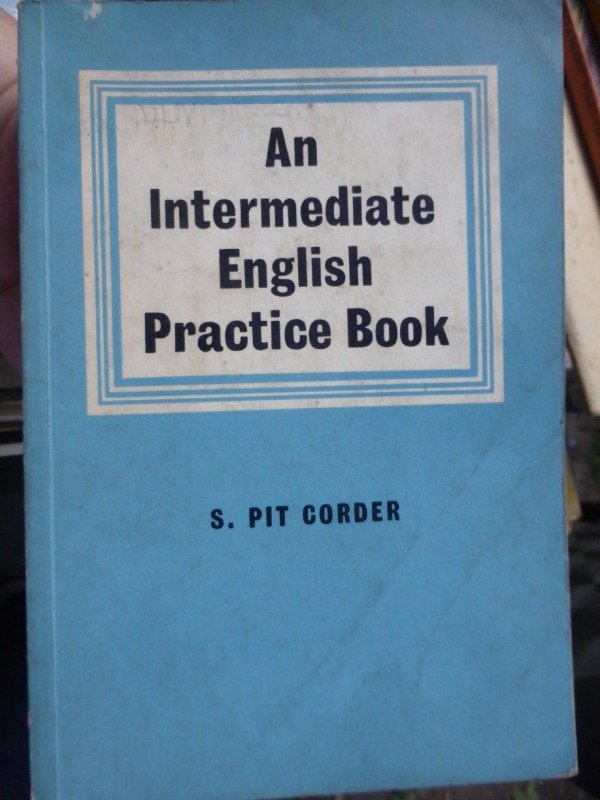 An
Intermediate
English
Practice Book
S. PIT CORDER